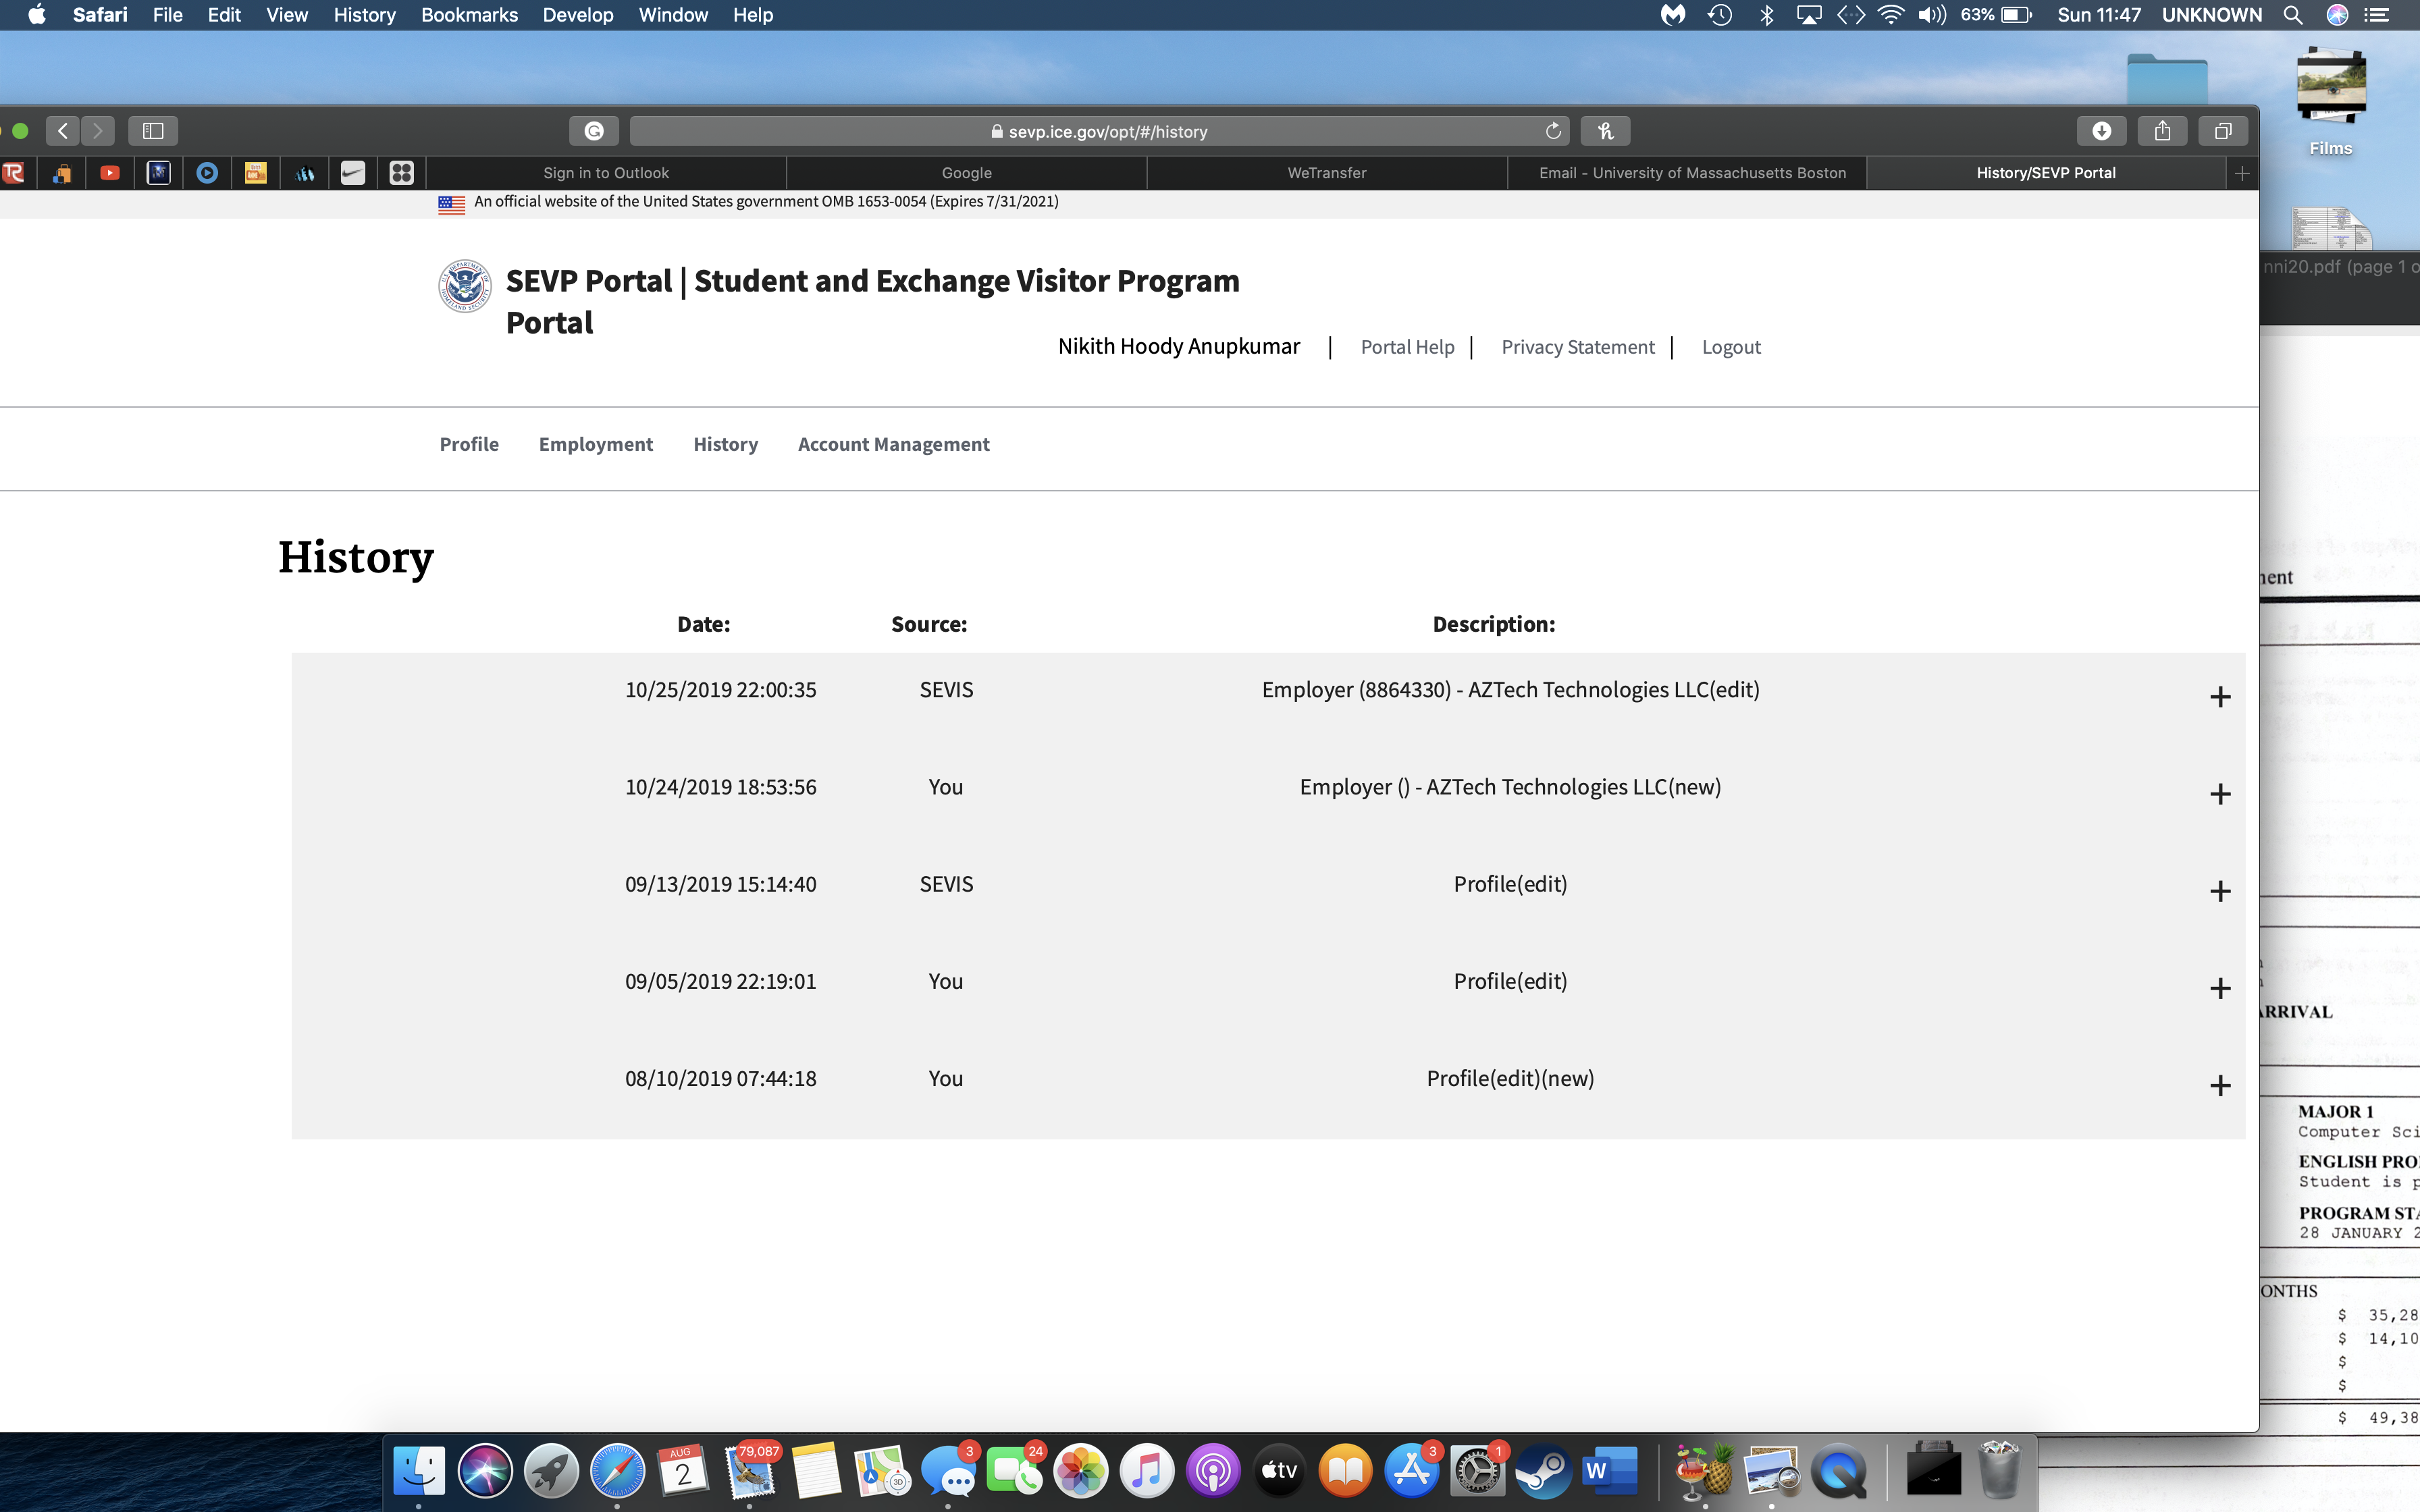 Safari File Edit View History Bookmarks Develop Window Help 63% Sun 11:47 UNKNOWN
Films
sevp.ice.gov/opt/#/history
Sign in to Outlook Google WeTransfer Email - University of Massachusetts Boston History/SEVP Portal
An official website of the United States government OMB 1653-0054 (Expires 7/31/2021)
SEVP Portal | Student and Exchange Visitor Program
Portal
Nikith Hoody Anupkumar | Portal Help | Privacy Statement | Logout
Profile Employment History Account Management
History
Date: Source: Description:
10/25/2019 22:00:35 SEVIS Employer (8864330) - AZTech Technologies LLC(edit) +
10/24/2019 18:53:56 You Employer () - AZTech Technologies LLC(new) +
09/13/2019 15:14:40 SEVIS Profile(edit) +
09/05/2019 22:19:01 You Profile(edit) +
08/10/2019 07:44:18 You Profile(edit)(new) +
nni20.pdf (page 1 o
ment
ARRIVAL
MAJOR 1
Computer Sci
ENGLISH PRO
Student is p
PROGRAM STA
28 JANUARY 2
ONTHS
$ 35,28
$ 14,10
$
$
$ 49,38
AUG
2
79,087
3D
3
24
tv
3
1
W